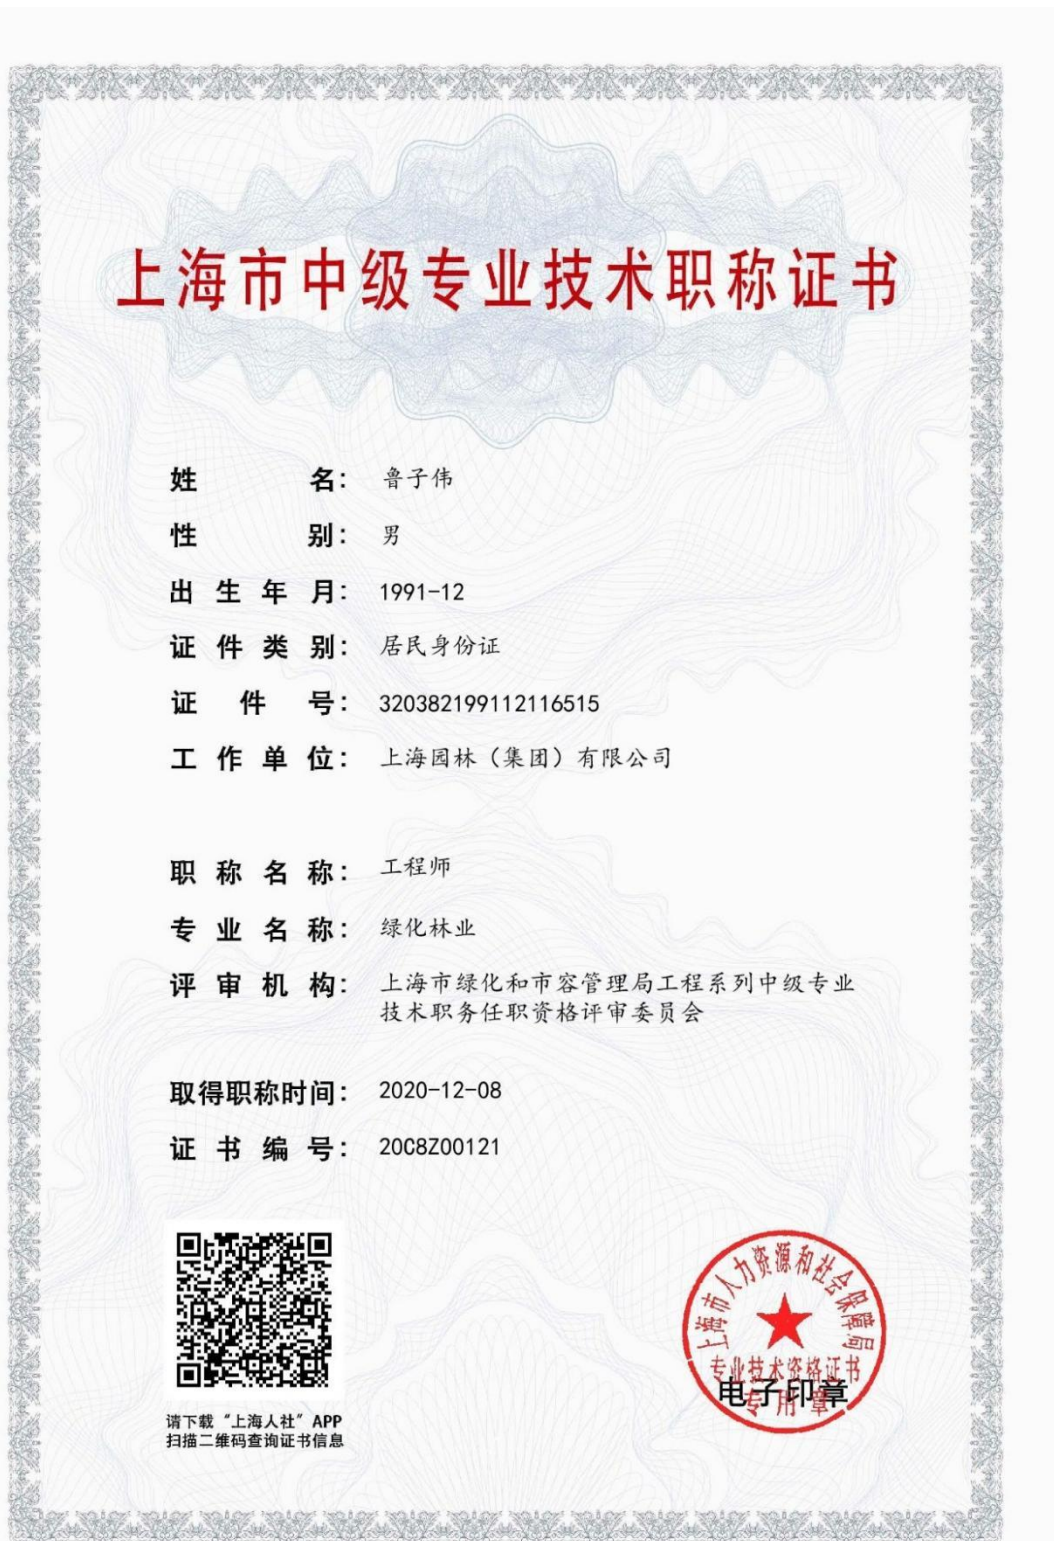 上海市中级专业技术职称证书
姓名：鲁子伟
性别：男
出生年月：1991-12
证件类别：居民身份证
证件号：320382199112116515
工作单位：上海园林（集团）有限公司
职称名称：工程师
专业名称：绿化林业
评审机构：上海市绿化和市容管理局工程系列中级专业
技术职务任职资格评审委员会
取得职称时间：2020-12-08
证书编号：20C8Z00121
请下载“上海人社”APP
扫描二维码查询证书信息
上海市人力资源和社会保障局
专业技术资格证书
专用章
电子印章